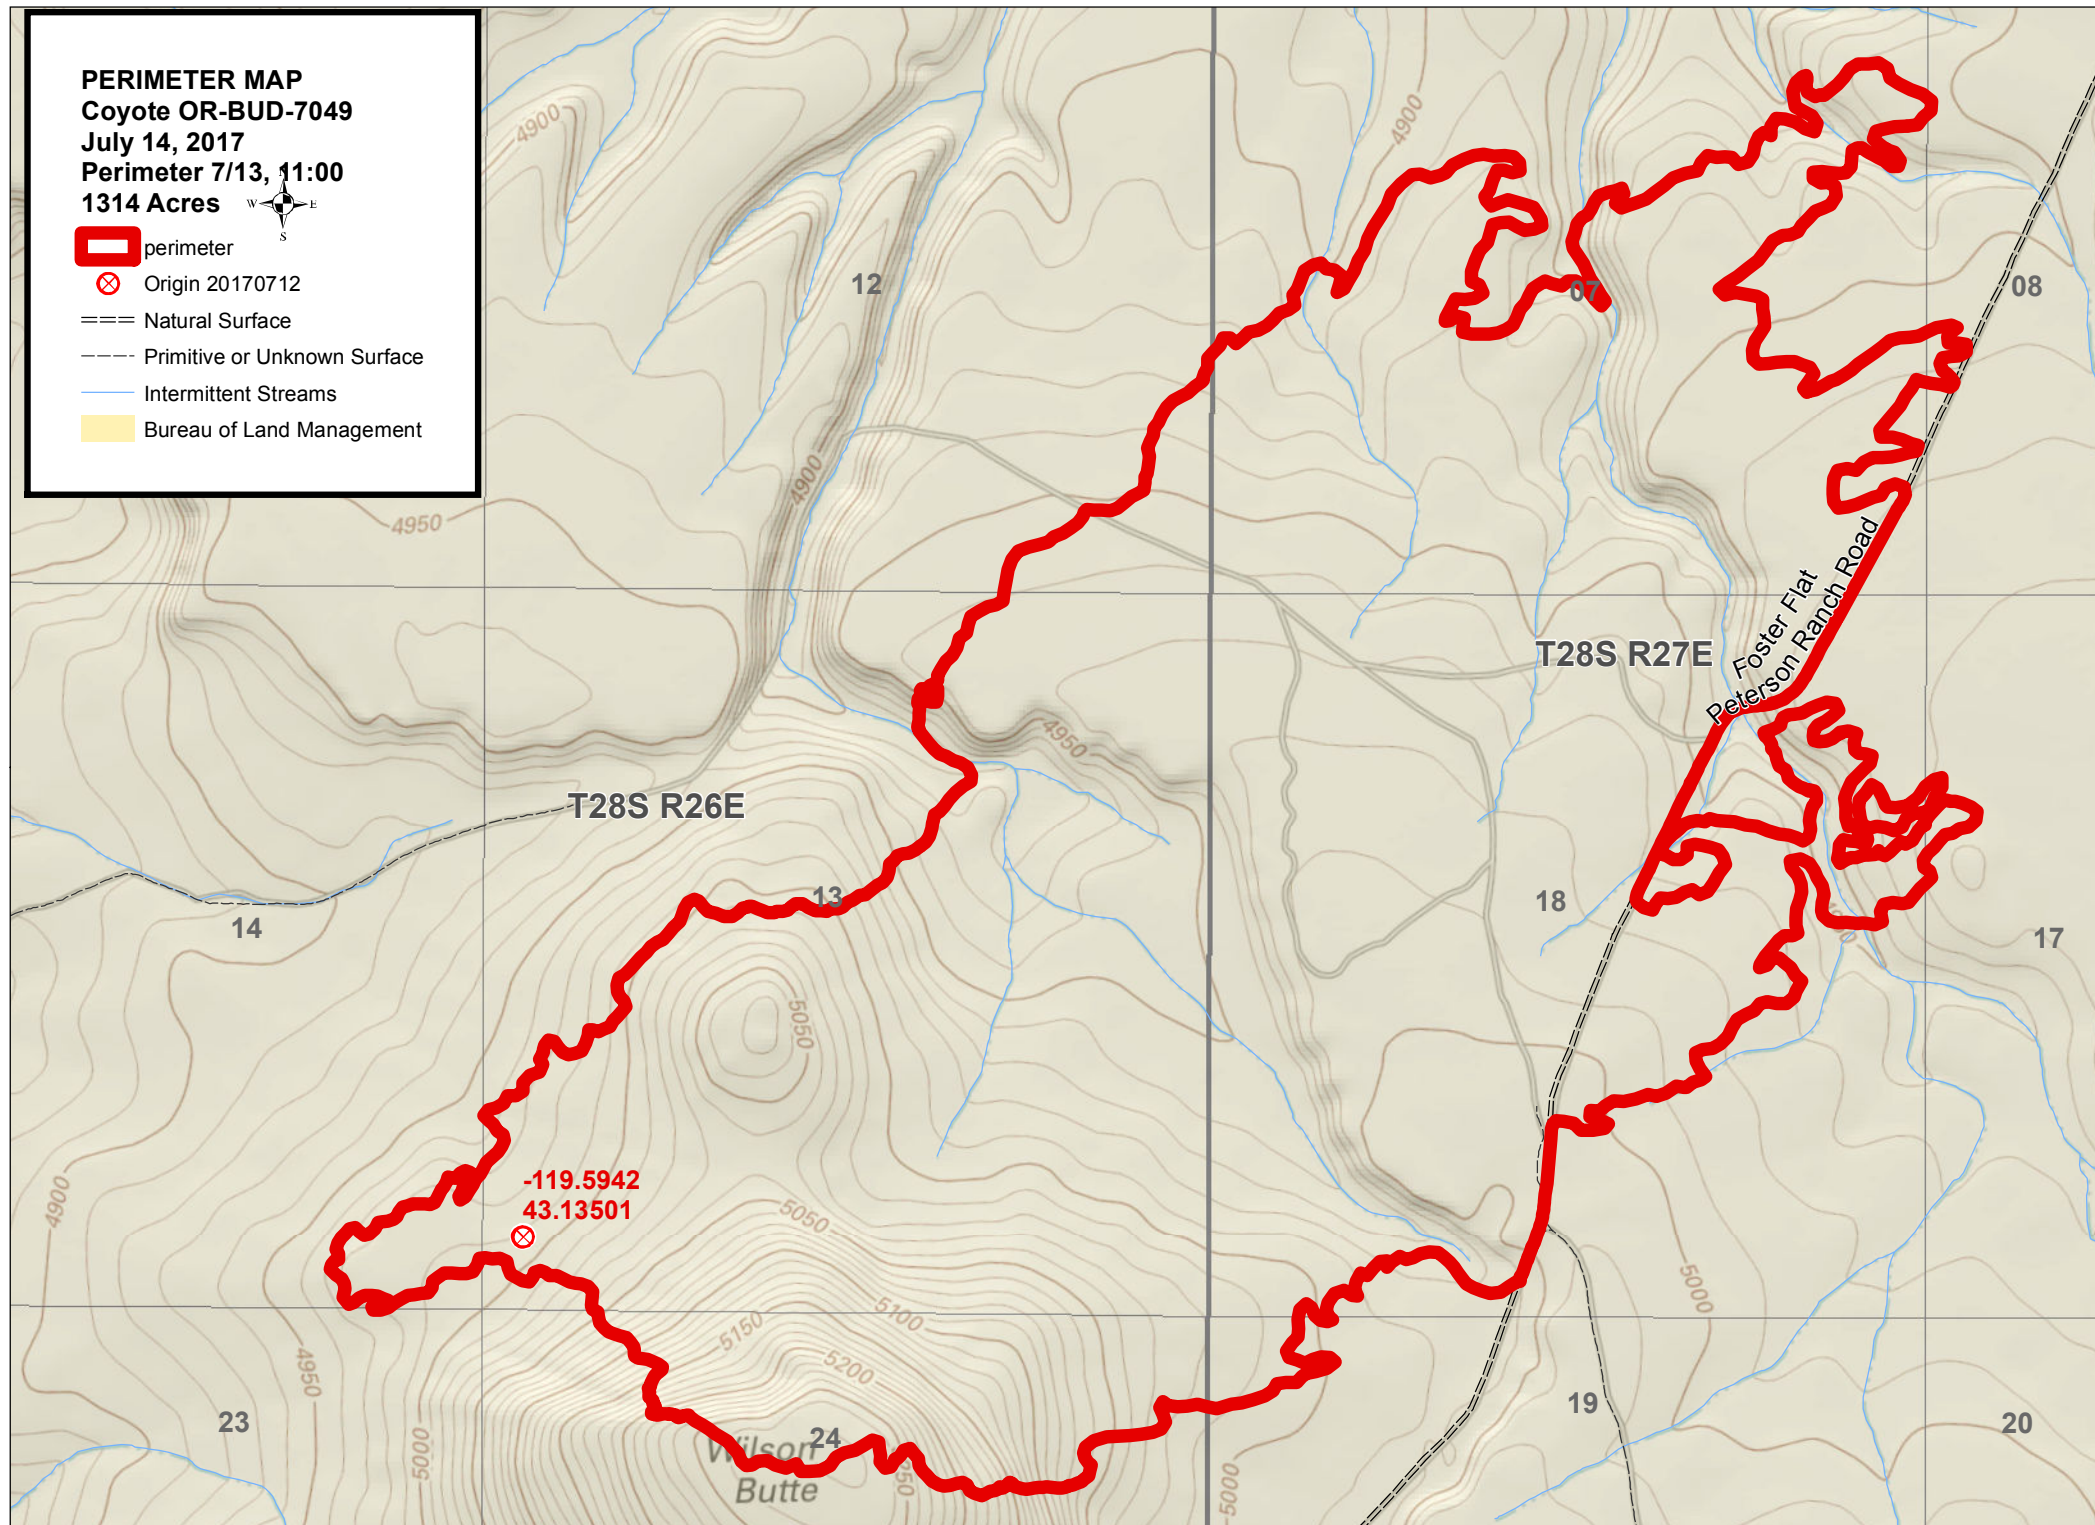 PERIMETER MAP
Coyote OR-BUD-7049
July 14, 2017
Perimeter 7/13, 11:00
1314 Acres
N
W E
S
perimeter
Origin 20170712
Natural Surface
Primitive or Unknown Surface
Intermittent Streams
Bureau of Land Management
4900
4900
12
07
08
4900
4950
Foster Flat
Peterson Ranch Road
T28S R27E
4950
T28S R26E
13
14
18
17
5050
-119.5942
43.13501
4900
5050
5000
5100
5150
5200
4950
23
24
19
20
Wilson
Butte
5000
5000